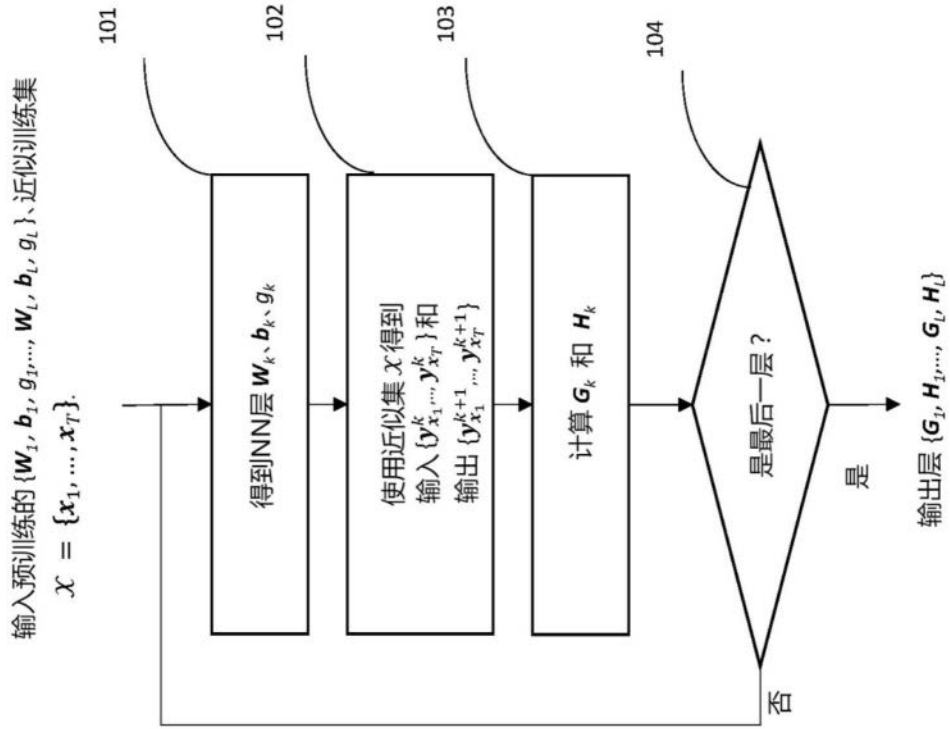 输入预训练的 {W₁, b₁, g₁,..., W_L, b_L, g_L}、近似训练集
𝒳 = {x₁, ..., x_T}.
101
得到NN层 W_k、b_k、g_k
102
使用近似集 𝒳 得到
输入 {y^k_{x₁},..., y^k_{x_T}} 和
输出 {y^{k+1}_{x₁},..., y^{k+1}_{x_T}}
103
计算 G_k 和 H_k
104
是最后一层？
否
是
输出层 {G₁, H₁,..., G_L, H_L}